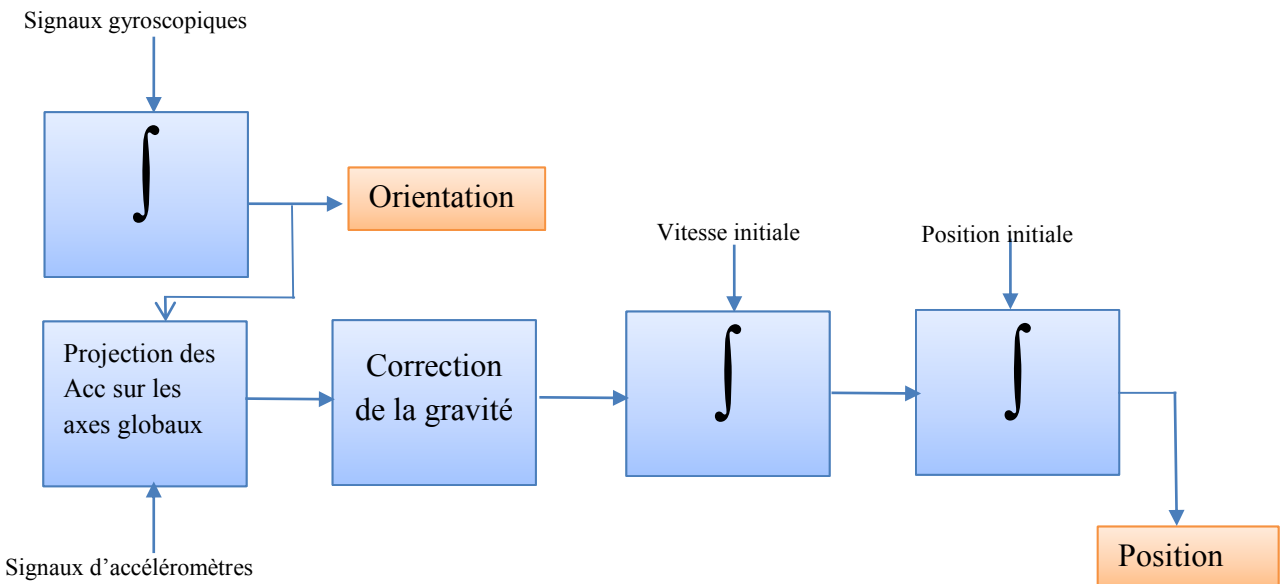 Signaux gyroscopiques
∫
Orientation
Vitesse initiale
Position initiale
Projection des
Acc sur les
axes globaux
Correction
de la gravité
∫
∫
Position
Signaux d’accéléromètres